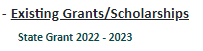 - Existing Grants/Scholarships
State Grant 2022 - 2023